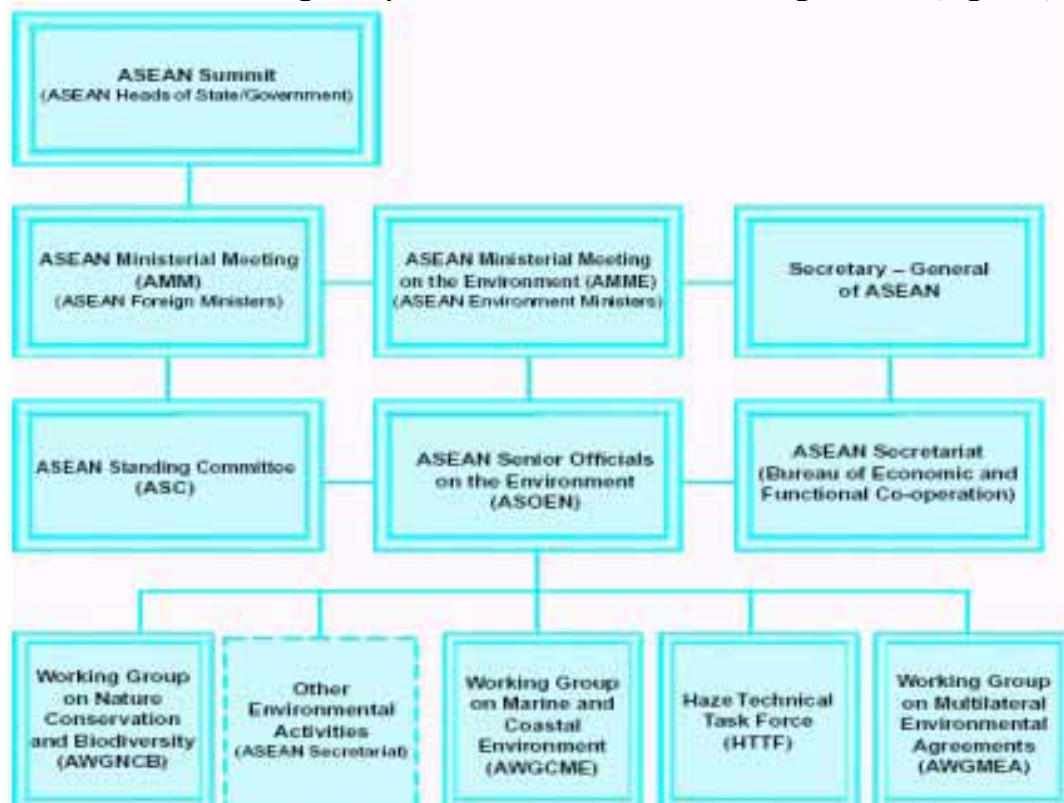 ASEAN Summit
(ASEAN Heads of State/Government)
ASEAN Ministerial Meeting
(AMM)
(ASEAN Foreign Ministers)
ASEAN Ministerial Meeting
on the Environment (AMME)
(ASEAN Environment Ministers)
Secretary – General
of ASEAN
ASEAN Standing Committee
(ASC)
ASEAN Senior Officials
on the Environment
(ASOEN)
ASEAN Secretariat
(Bureau of Economic and
Functional Co-operation)
Working Group
on Nature
Conservation
and Biodiversity
(AWGNCB)
Other
Environmental
Activities
(ASEAN Secretariat)
Working Group
on Marine and
Coastal
Environment
(AWGCME)
Haze Technical
Task Force
(HTTF)
Working Group
on Multilateral
Environmental
Agreements
(AWGMEA)